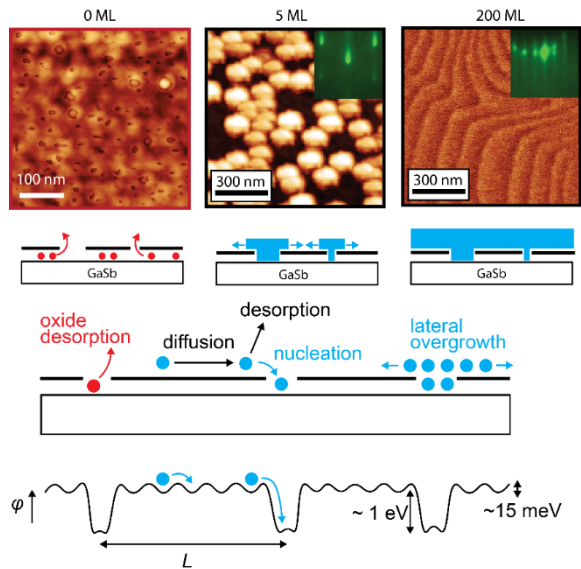 0 ML
5 ML
200 ML
100 nm
300 nm
300 nm
GaSb
GaSb
oxide
desorption
diffusion
desorption
nucleation
lateral
overgrowth
φ
L
~ 1 eV
~15 meV